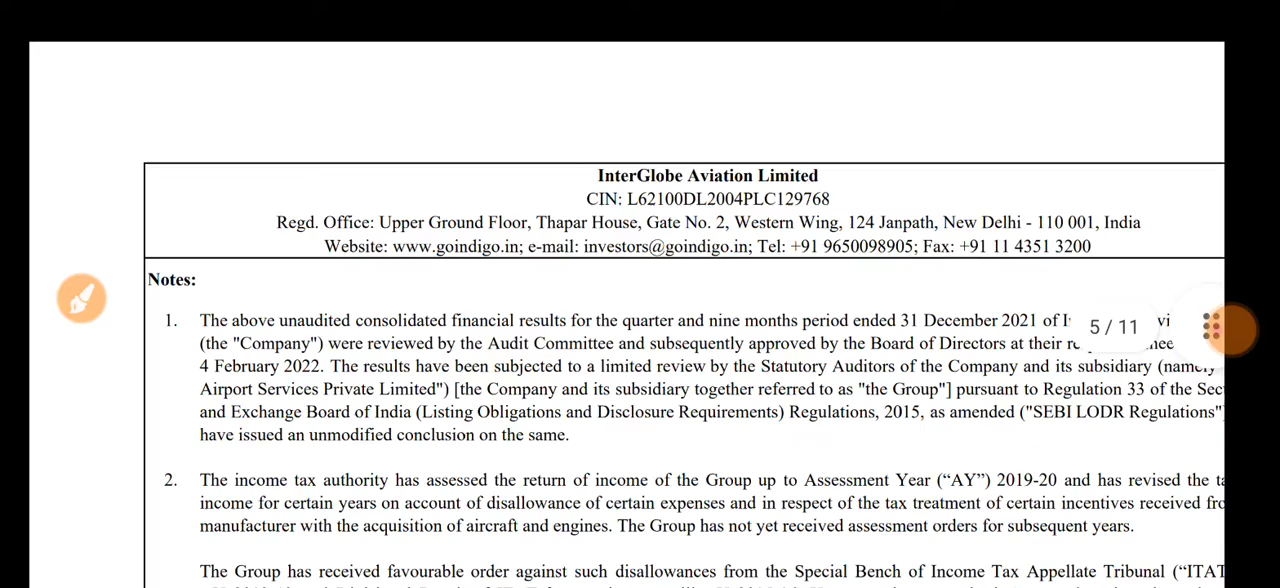 InterGlobe Aviation Limited
CIN: L62100DL2004PLC129768
Regd. Office: Upper Ground Floor, Thapar House, Gate No. 2, Western Wing, 124 Janpath, New Delhi - 110 001, India
Website: www.goindigo.in; e-mail: investors@goindigo.in; Tel: +91 9650098905; Fax: +91 11 4351 3200
Notes:
1. The above unaudited consolidated financial results for the quarter and nine months period ended 31 December 2021 of
5 / 11
(the "Company") were reviewed by the Audit Committee and subsequently approved by the Board of Directors at their
4 February 2022. The results have been subjected to a limited review by the Statutory Auditors of the Company and its subsidiary (namely
Airport Services Private Limited") [the Company and its subsidiary together referred to as "the Group"] pursuant to Regulation 33 of the Sec
and Exchange Board of India (Listing Obligations and Disclosure Requirements) Regulations, 2015, as amended ("SEBI LODR Regulations"
have issued an unmodified conclusion on the same.
2. The income tax authority has assessed the return of income of the Group up to Assessment Year (“AY”) 2019-20 and has revised the
income for certain years on account of disallowance of certain expenses and in respect of the tax treatment of certain incentives received
manufacturer with the acquisition of aircraft and engines. The Group has not yet received assessment orders for subsequent years.
The Group has received favourable order against such disallowances from the Special Bench of Income Tax Appellate Tribunal (“ITAT